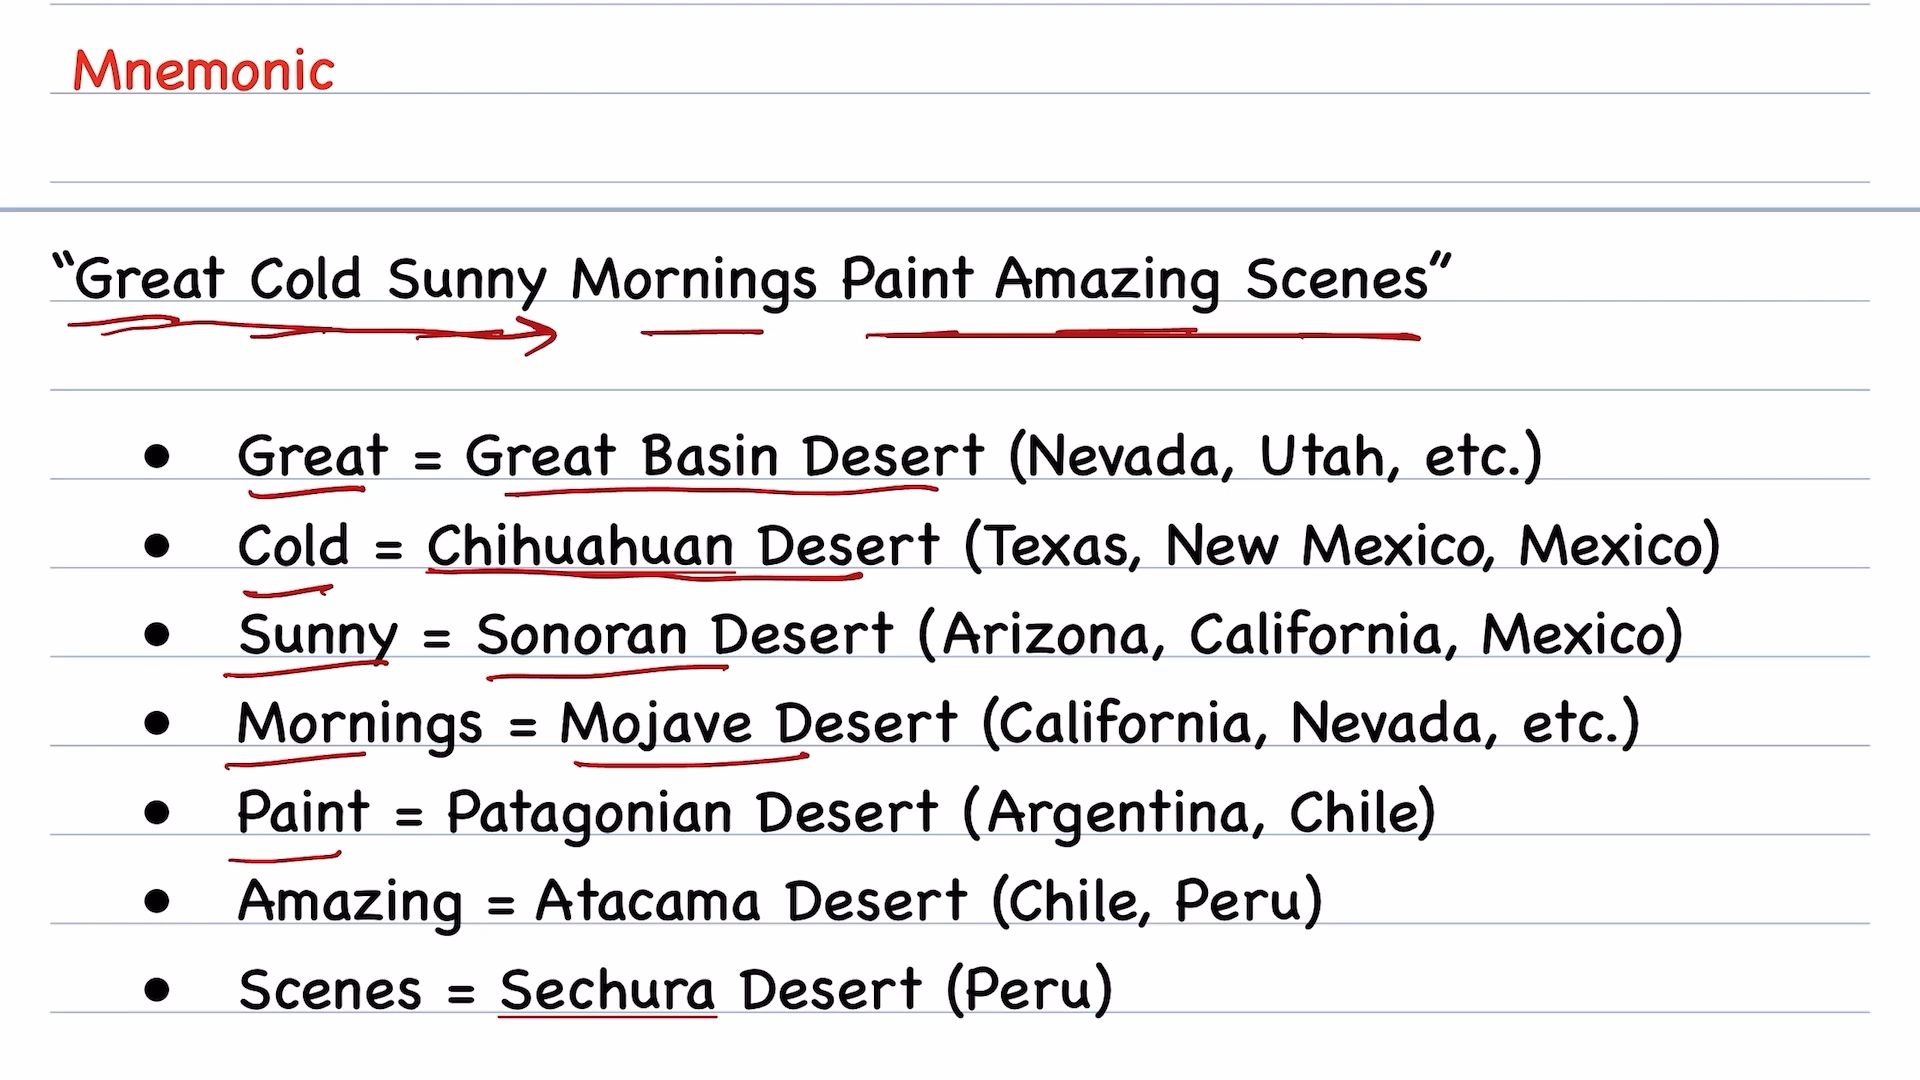 Mnemonic
“Great Cold Sunny Mornings Paint Amazing Scenes”
• Great = Great Basin Desert (Nevada, Utah, etc.)
• Cold = Chihuahuan Desert (Texas, New Mexico, Mexico)
• Sunny = Sonoran Desert (Arizona, California, Mexico)
• Mornings = Mojave Desert (California, Nevada, etc.)
• Paint = Patagonian Desert (Argentina, Chile)
• Amazing = Atacama Desert (Chile, Peru)
• Scenes = Sechura Desert (Peru)